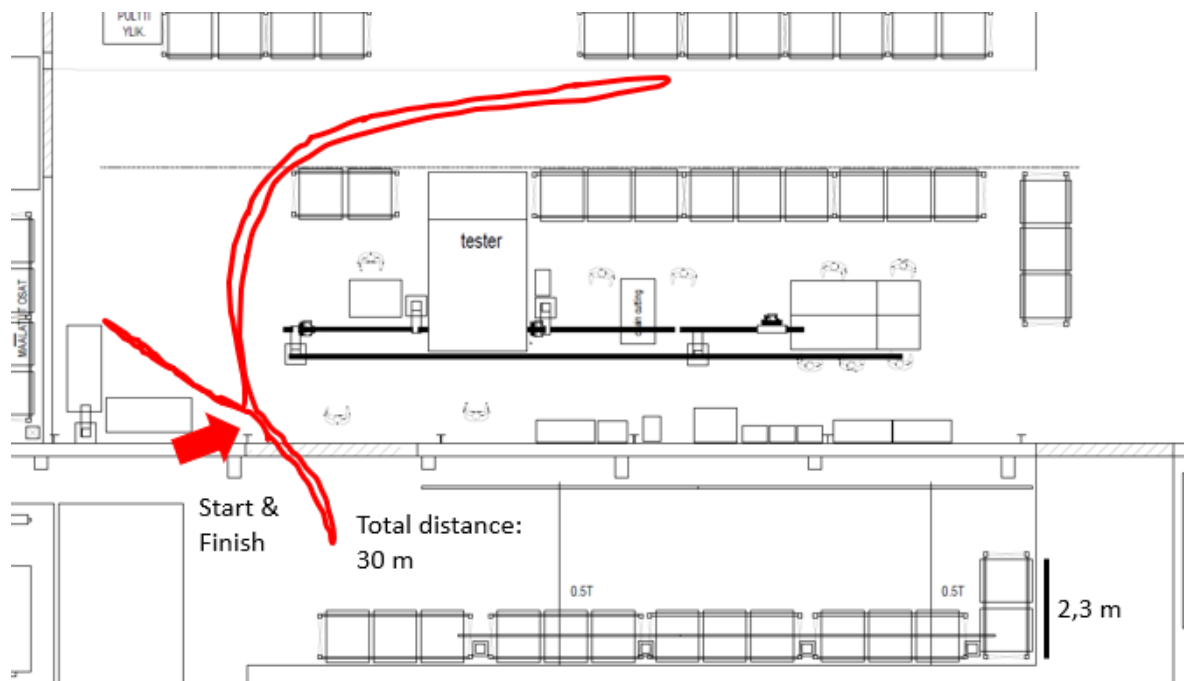 PULTTI
YLIK.
tester
MAALATUT OSAT
Start &
Finish
Total distance:
30 m
0.5T
0.5T
2,3 m